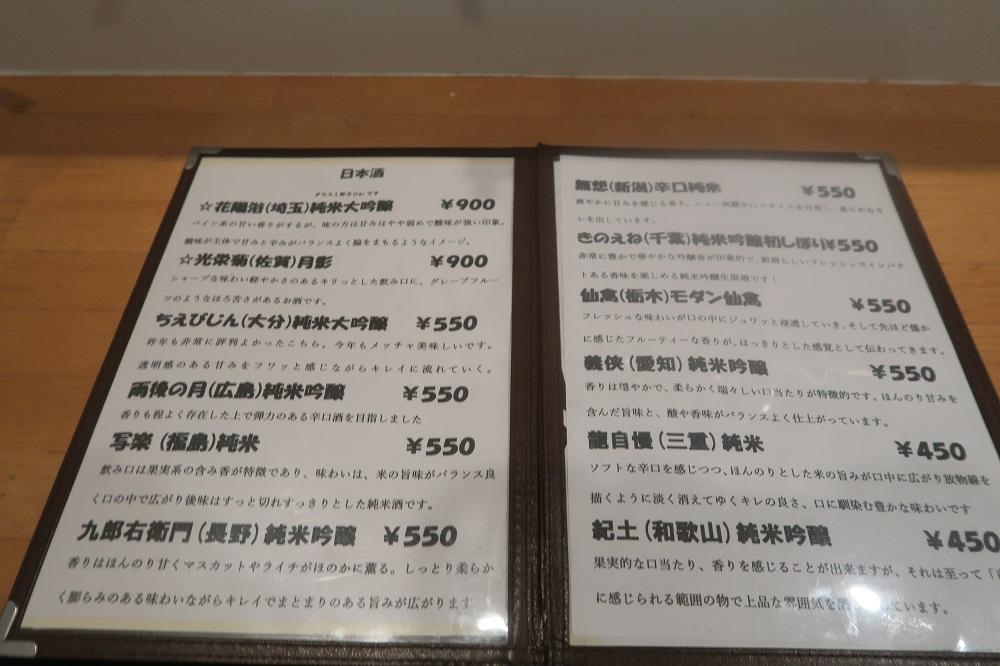 日本酒
グラス1杯80mlです
☆花陽浴(埼玉)純米大吟醸 ¥900
パイン系の甘い香りがするが、味の方は甘みはやや弱めで酸味が強い印象。
酸味が主体で甘みと辛みがバランスよく脇をまもるようなイメージ。
☆光栄菊(佐賀)月影 ¥900
シャープな味わい軽やかさのあるキリっとした飲み口に、グレープフルー
ツのようなほろ苦さがあるお酒です。
ちえびじん(大分)純米大吟醸 ¥550
昨年も非常に評判よかったこちら。今年もメッチャ美味しいです。
透明感のある甘みをフワッと感じながらキレイに流れていく。
雨後の月(広島)純米吟醸 ¥550
香りも程よく存在した上で弾力のある辛口酒を目指しました
写楽(福島)純米 ¥550
飲み口は果実系の含み香が特徴であり、味わいは、米の旨味がバランス良
く口の中で広がり後味はすっと切れすっきりとした純米酒です。
九郎右衛門(長野)純米吟醸 ¥550
香りはほんのり甘くマスカットやライチがほのかに薫る。しっとり柔らか
く膨らみのある味わいながらキレイでまとまりのある旨みが広がります
無想(新潟)辛口純米 ¥550
爽やかに甘みを感じる香り、ニュー淡麗辛口スタイルを目指し、柔らかなキ
レを出しています。
きのえね(千葉)純米吟醸初しぼり¥550
非常に豊かで華やかな吟醸香が印象的で、新酒らしいフレッシュでインパク
トある香味を楽しめる純米吟醸生原酒です!
仙禽(栃木)モダン仙禽 ¥550
フレッシュな味わいが口の中にジュワッと浸透していき、そして先ほど僅か
に感じたフルーティーな香りが、はっきりとした感覚として伝わってきます。
義侠(愛知)純米吟醸 ¥550
香りは穏やかで、柔らかく瑞々しい口当たりが特徴的です。ほんのり甘みを
含んだ旨味と、酸や香味がバランスよく仕上がっています。
龍自慢(三重)純米 ¥450
ソフトな辛口を感じつつ、ほんのりとした米の旨みが口中に広がり放物線を
描くように淡く消えてゆくキレの良さ、口に馴染む豊かな味わいです
紀土(和歌山)純米吟醸 ¥450
果実的な口当たり、香りを感じることが出来ますが、それは至って「
に感じられる範囲の物で上品な雰囲気を しています。